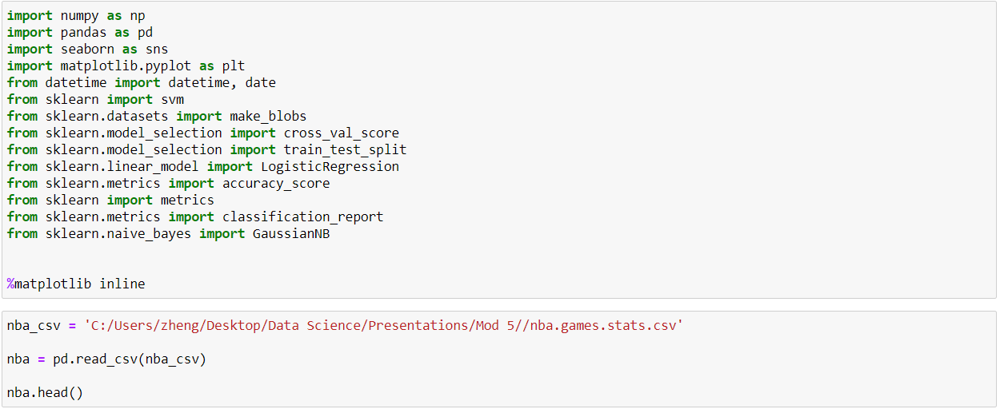 import numpy as np
import pandas as pd
import seaborn as sns
import matplotlib.pyplot as plt
from datetime import datetime, date
from sklearn import svm
from sklearn.datasets import make_blobs
from sklearn.model_selection import cross_val_score
from sklearn.model_selection import train_test_split
from sklearn.linear_model import LogisticRegression
from sklearn.metrics import accuracy_score
from sklearn import metrics
from sklearn.metrics import classification_report
from sklearn.naive_bayes import GaussianNB
%matplotlib inline
nba_csv = 'C:/Users/zheng/Desktop/Data Science/Presentations/Mod 5//nba.games.stats.csv'
nba = pd.read_csv(nba_csv)
nba.head()